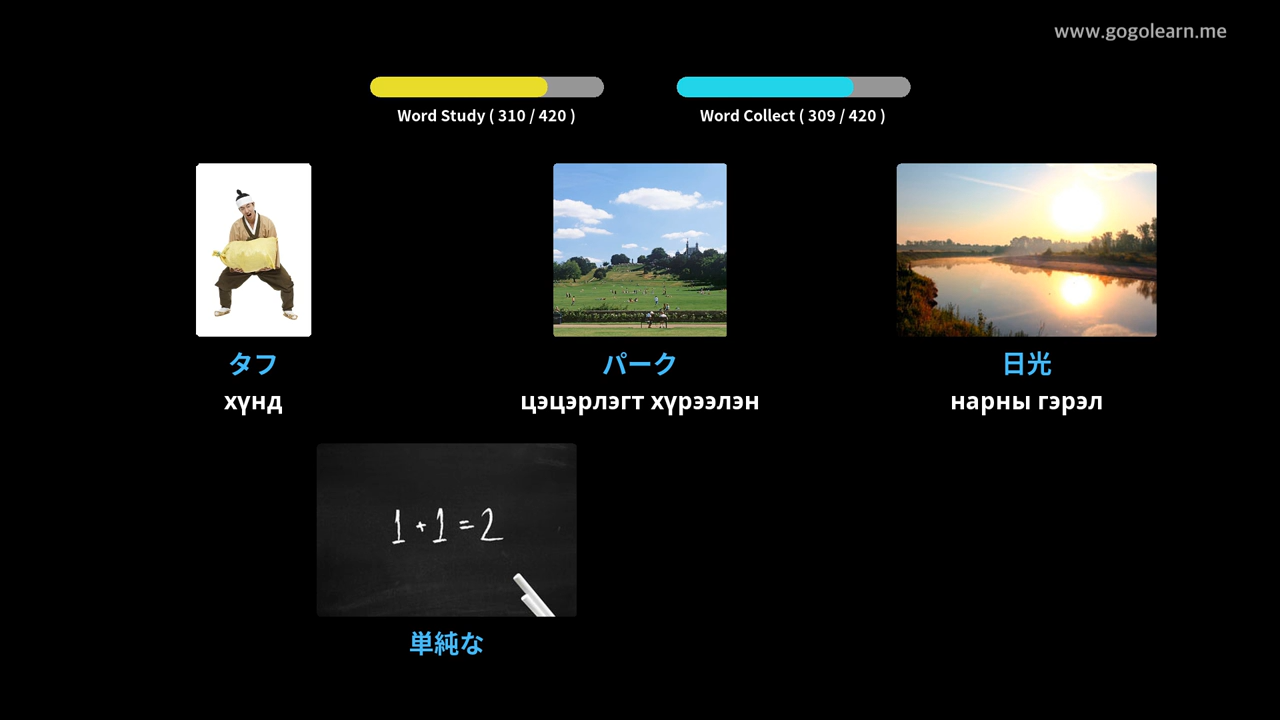 www.gogolearn.me
Word Study ( 310 / 420 )
Word Collect ( 309 / 420 )
タフ
хүнд
パーク
цэцэрлэгт хүрээлэн
日光
нарны гэрэл
1+1=2
単純な